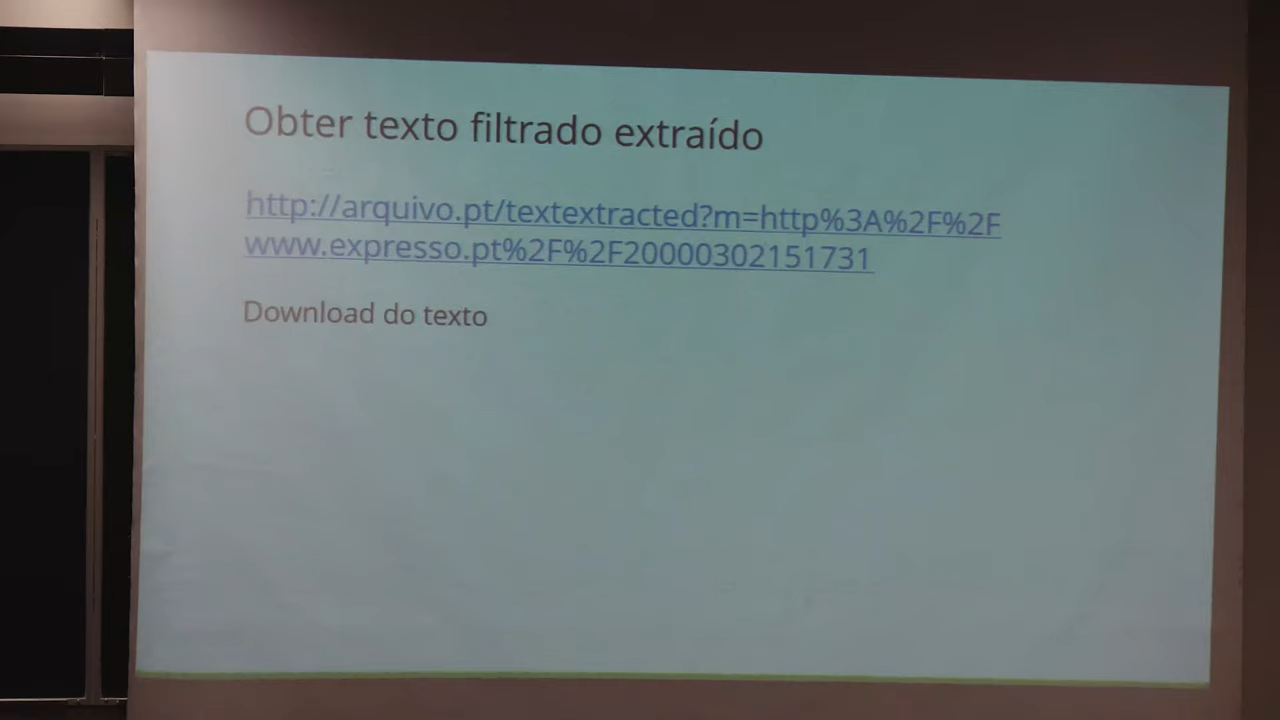 Obter texto filtrado extraído
http://arquivo.pt/textextracted?m=http%3A%2F%2F
www.expresso.pt%2F%2F20000302151731
Download do texto